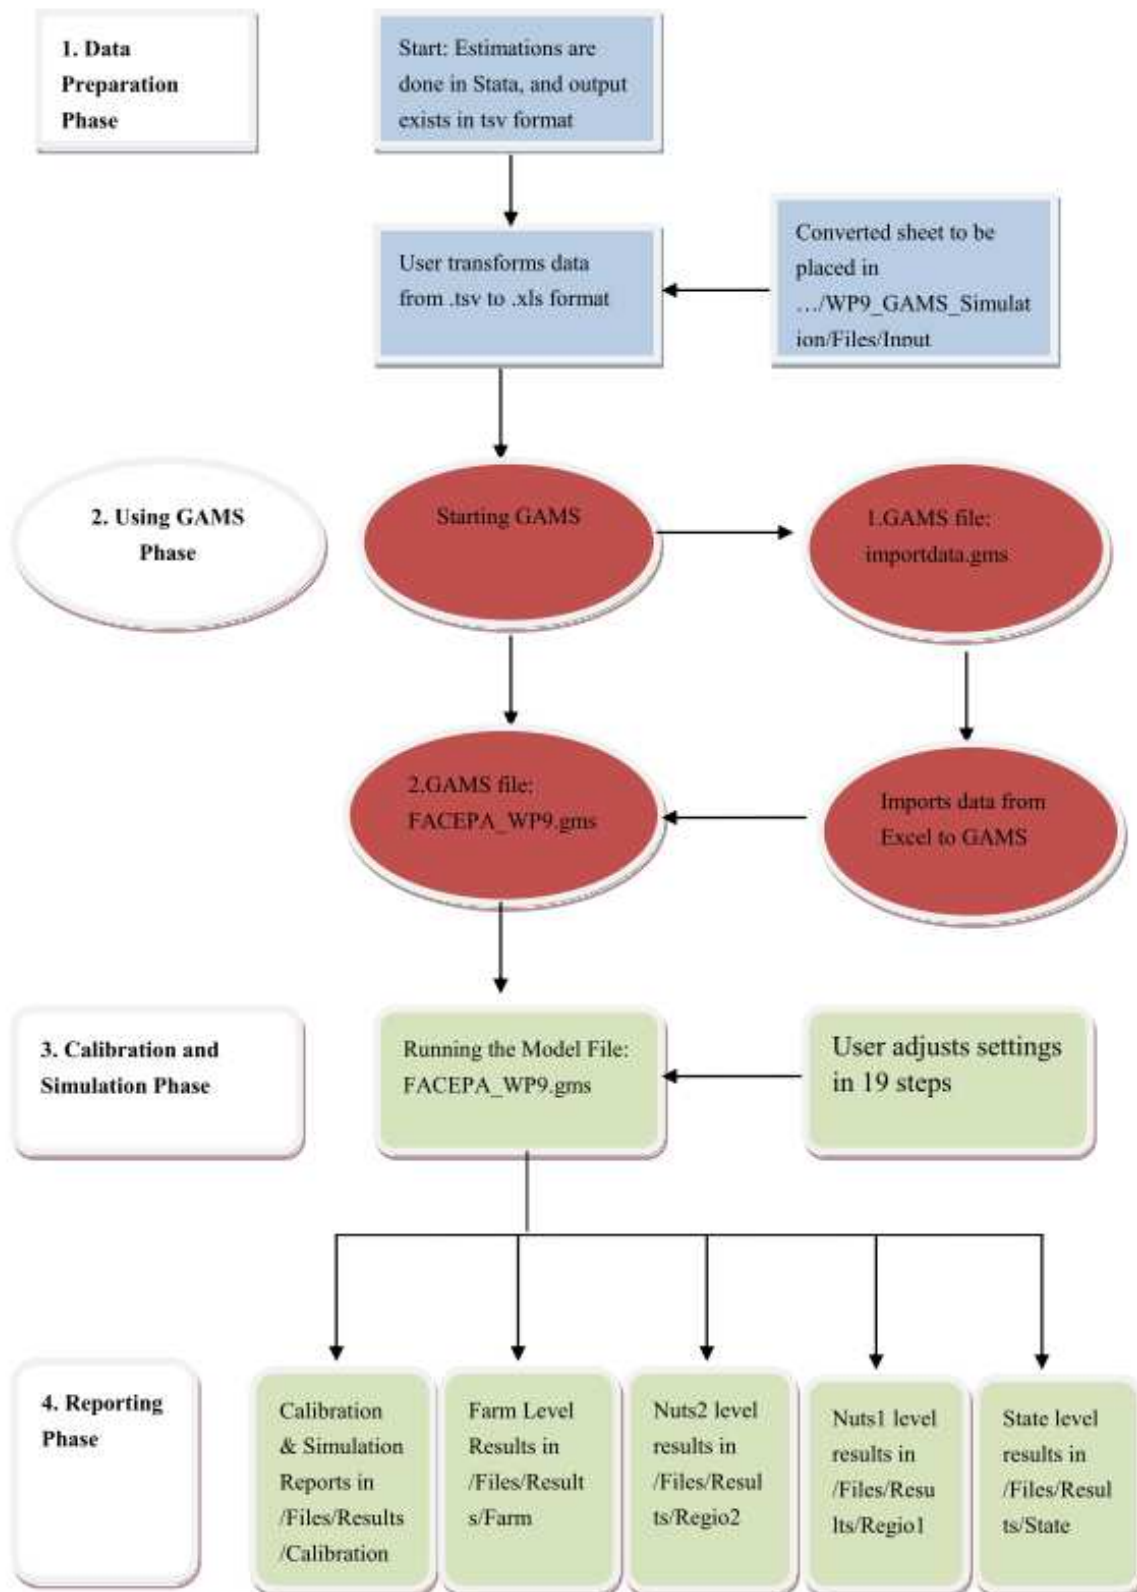 1. Data
Preparation
Phase
Start: Estimations are
done in Stata, and output
exists in tsv format
User transforms data
from .tsv to .xls format
Converted sheet to be
placed in
…/WP9_GAMS_Simulat
ion/Files/Input
2. Using GAMS
Phase
Starting GAMS
1.GAMS file:
importdata.gms
2.GAMS file:
FACEPA_WP9.gms
Imports data from
Excel to GAMS
3. Calibration and
Simulation Phase
Running the Model File:
FACEPA_WP9.gms
User adjusts settings
in 19 steps
4. Reporting
Phase
Calibration
& Simulation
Reports in
/Files/Results
/Calibration
Farm Level
Results in
/Files/Result
s/Farm
Nuts2 level
results in
/Files/Resul
ts/Regio2
Nuts1 level
results in
/Files/Resu
lts/Regio1
State level
results in
/Files/Resul
ts/State